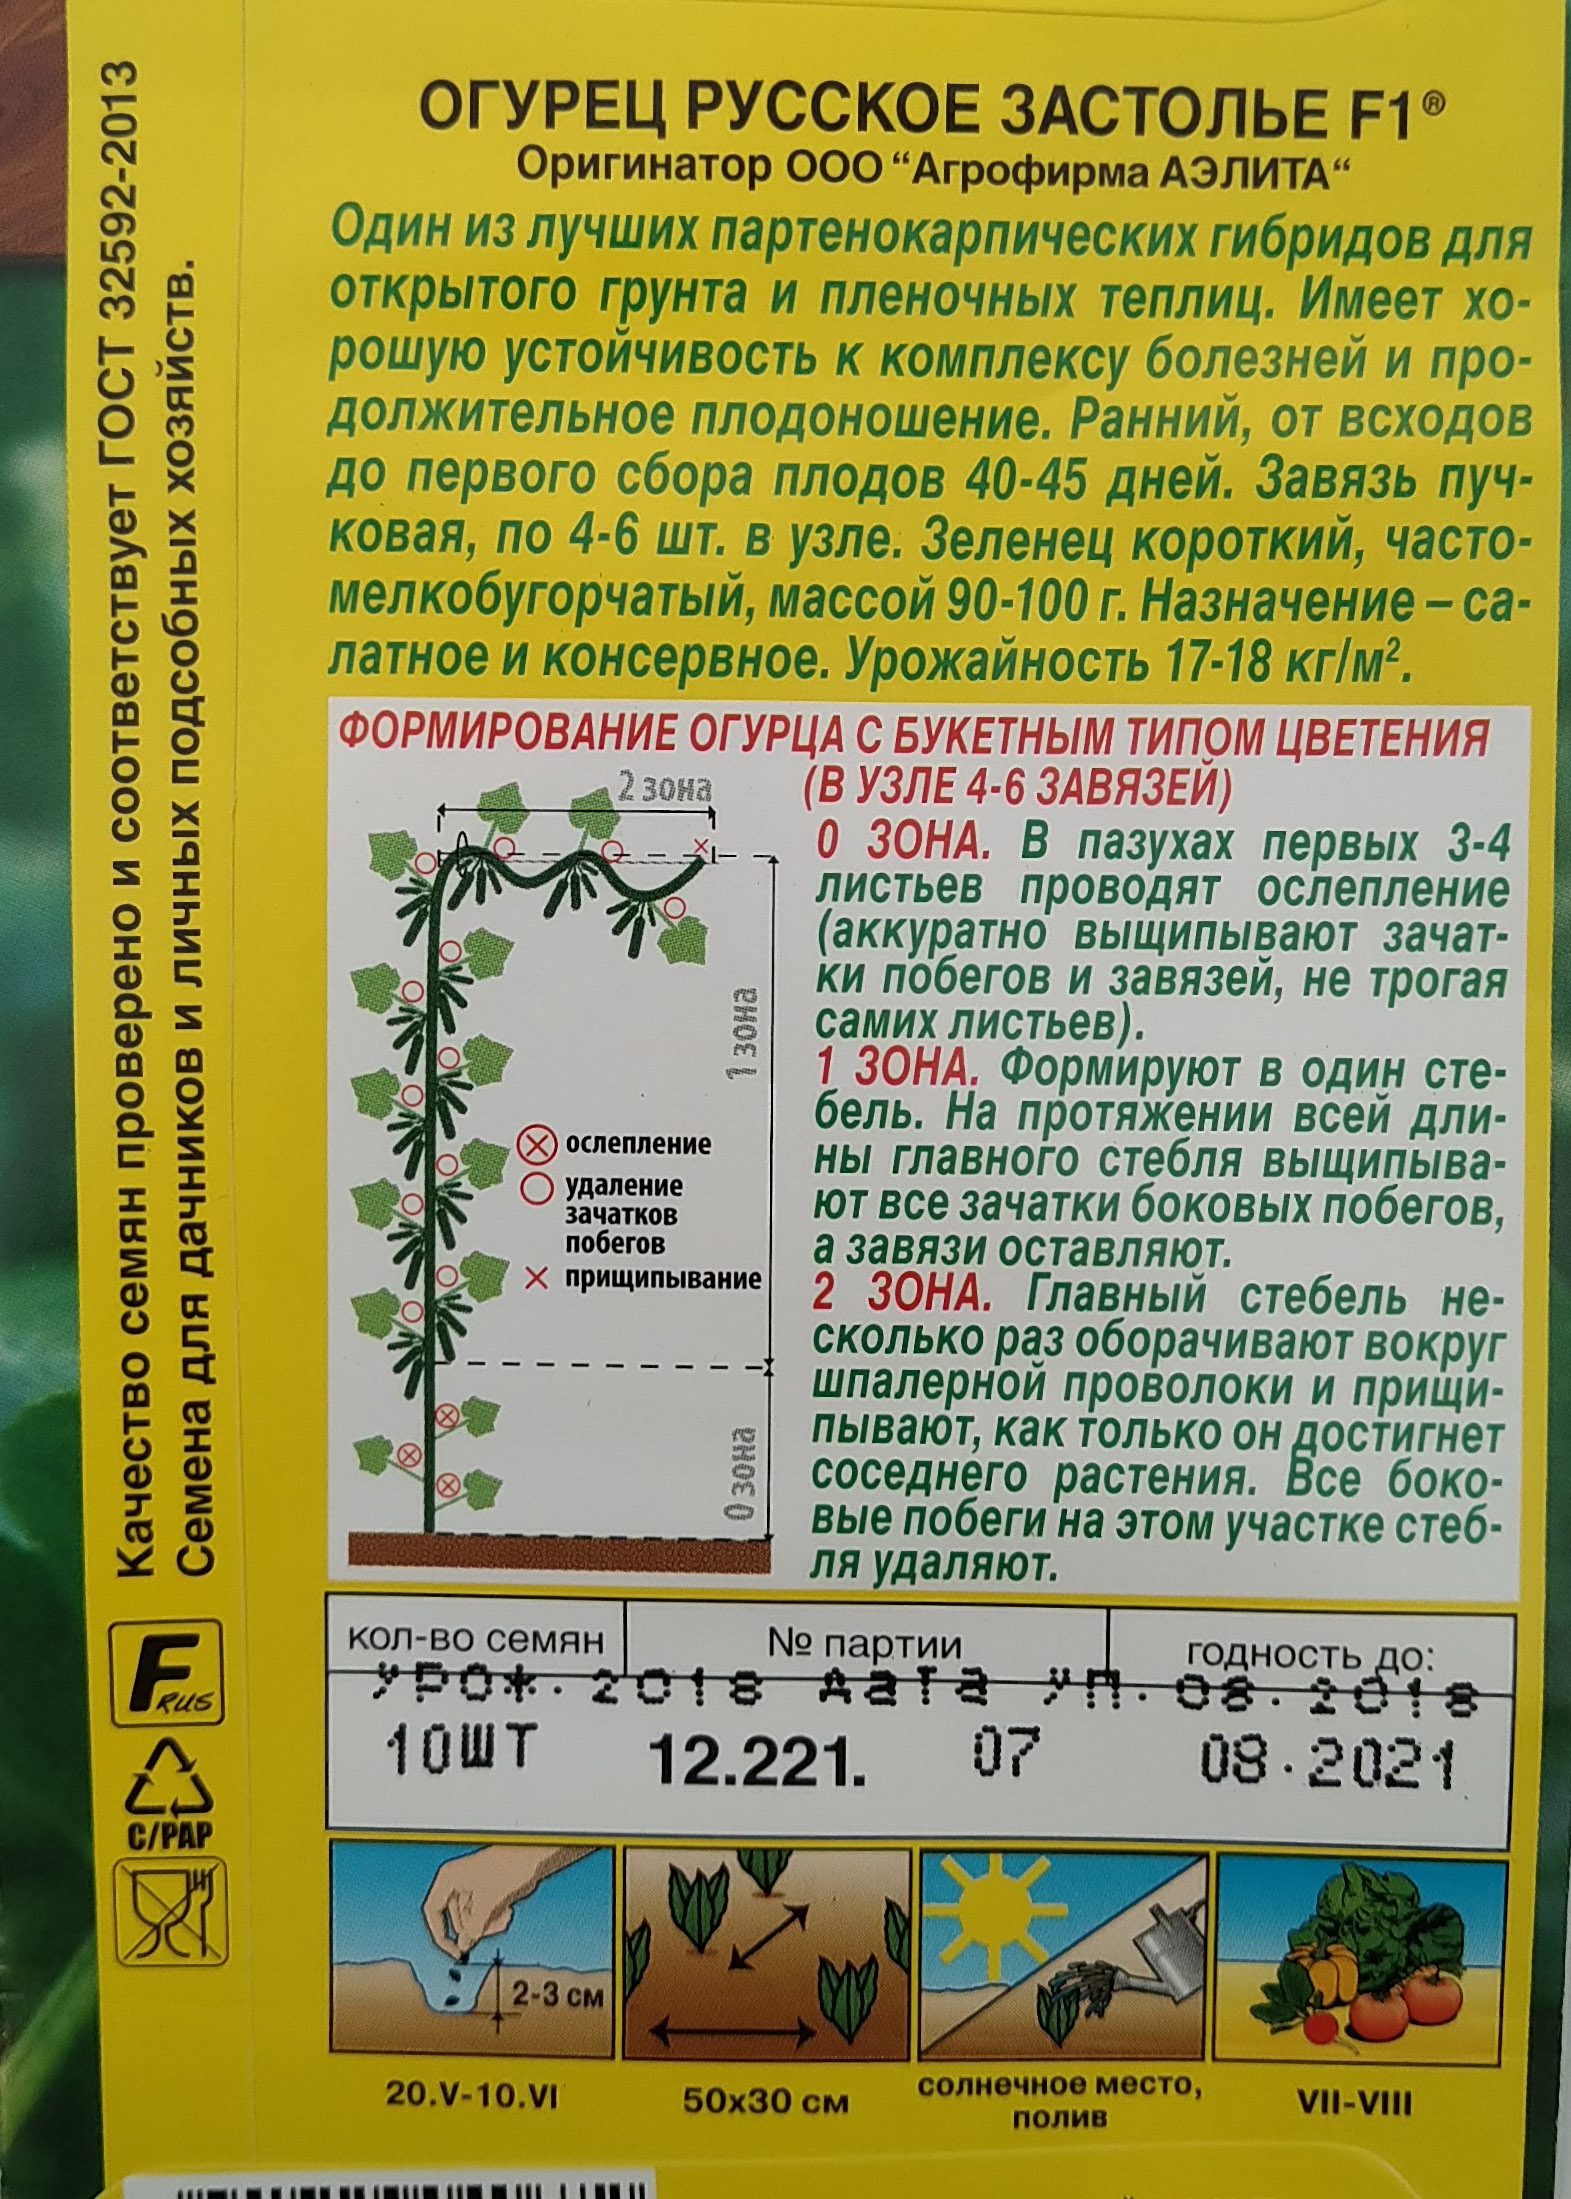 Качество семян проверено и соответствует ГОСТ 32592-2013
Семена для дачников и личных подсобных хозяйств.
ОГУРЕЦ РУССКОЕ ЗАСТОЛЬЕ F1®
Оригинатор ООО “Агрофирма АЭЛИТА“
Один из лучших партенокарпических гибридов для
открытого грунта и пленочных теплиц. Имеет хо-
рошую устойчивость к комплексу болезней и про-
должительное плодоношение. Ранний, от всходов
до первого сбора плодов 40-45 дней. Завязь пуч-
ковая, по 4-6 шт. в узле. Зеленец короткий, часто-
мелкобугорчатый, массой 90-100 г. Назначение – са-
латное и консервное. Урожайность 17-18 кг/м².
ФОРМИРОВАНИЕ ОГУРЦА С БУКЕТНЫМ ТИПОМ ЦВЕТЕНИЯ
(В УЗЛЕ 4-6 ЗАВЯЗЕЙ)
2 зона
1 зона
0 зона
ослепление
удаление
зачатков
побегов
прищипывание
0 ЗОНА. В пазухах первых 3-4
листьев проводят ослепление
(аккуратно выщипывают зачат-
ки побегов и завязей, не трогая
самих листьев).
1 ЗОНА. Формируют в один сте-
бель. На протяжении всей дли-
ны главного стебля выщипыва-
ют все зачатки боковых побегов,
а завязи оставляют.
2 ЗОНА. Главный стебель не-
сколько раз оборачивают вокруг
шпалерной проволоки и прищи-
пывают, как только он достигнет
соседнего растения. Все боко-
вые побеги на этом участке стеб-
ля удаляют.
кол-во семян № партии годность до:
УРОЖ. 2018 ДАТА УП. 08. 2018
10ШТ 12.221. 07 08.2021
F RUS
C/PAP
2-3 см
20.V-10.VI
50х30 см
солнечное место,
полив
VII-VIII